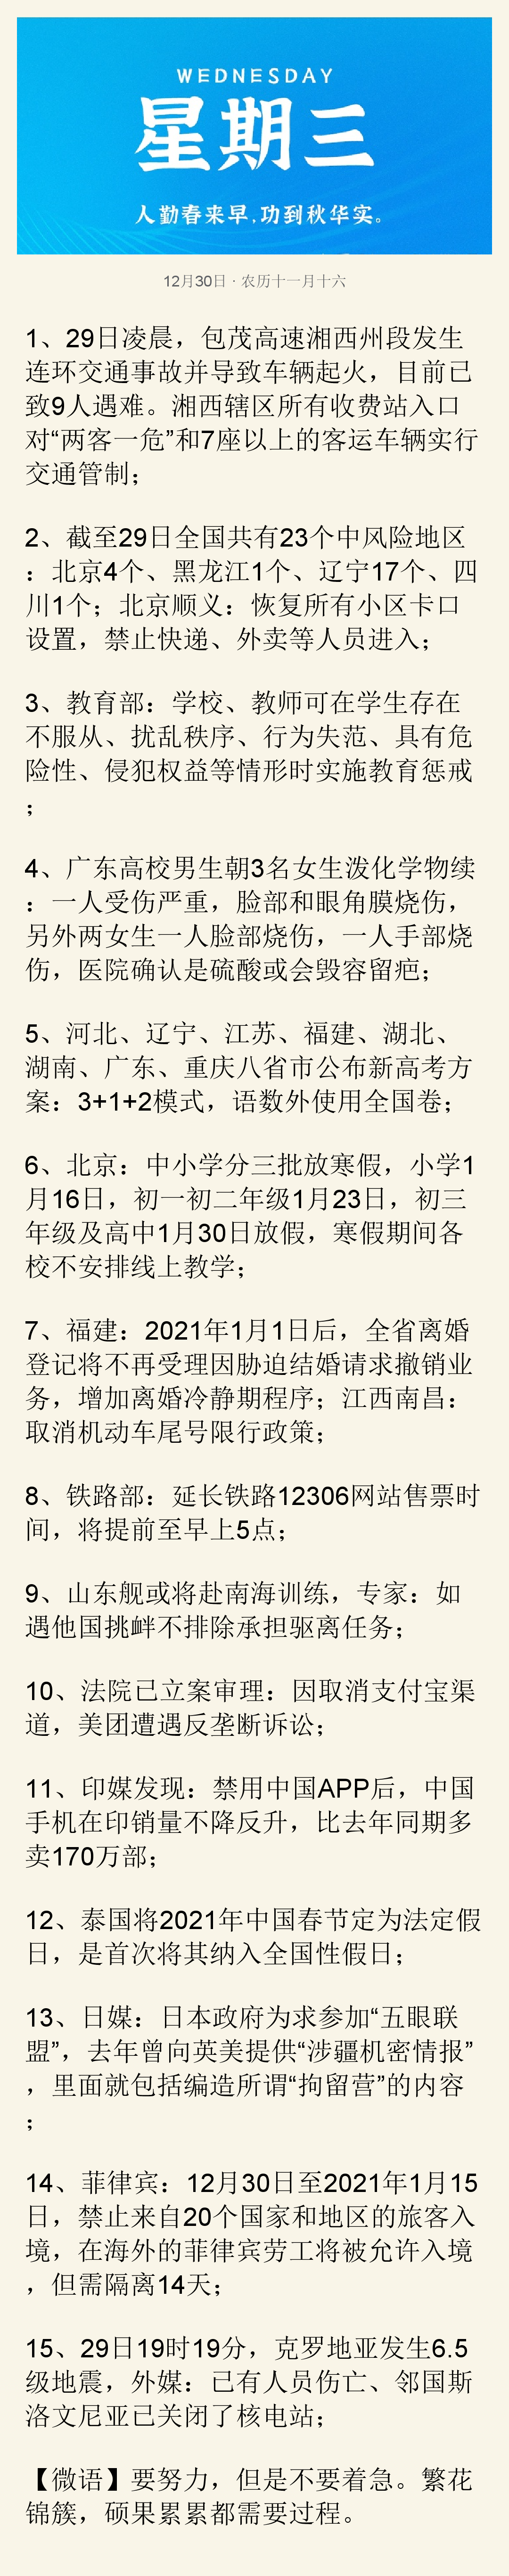 WEDNESDAY
星期三
人勤春来早,功到秋华实。
12月30日 · 农历十一月十六
1、29日凌晨，包茂高速湘西州段发生
连环交通事故并导致车辆起火，目前已
致9人遇难。湘西辖区所有收费站入口
对“两客一危”和7座以上的客运车辆实行
交通管制；
2、截至29日全国共有23个中风险地区
：北京4个、黑龙江1个、辽宁17个、四
川1个；北京顺义：恢复所有小区卡口
设置，禁止快递、外卖等人员进入；
3、教育部：学校、教师可在学生存在
不服从、扰乱秩序、行为失范、具有危
险性、侵犯权益等情形时实施教育惩戒
；
4、广东高校男生朝3名女生泼化学物续
：一人受伤严重，脸部和眼角膜烧伤，
另外两女生一人脸部烧伤，一人手部烧
伤，医院确认是硫酸或会毁容留疤；
5、河北、辽宁、江苏、福建、湖北、
湖南、广东、重庆八省市公布新高考方
案：3+1+2模式，语数外使用全国卷；
6、北京：中小学分三批放寒假，小学1
月16日，初一初二年级1月23日，初三
年级及高中1月30日放假，寒假期间各
校不安排线上教学；
7、福建：2021年1月1日后，全省离婚
登记将不再受理因胁迫结婚请求撤销业
务，增加离婚冷静期程序；江西南昌：
取消机动车尾号限行政策；
8、铁路部：延长铁路12306网站售票时
间，将提前至早上5点；
9、山东舰或将赴南海训练，专家：如
遇他国挑衅不排除承担驱离任务；
10、法院已立案审理：因取消支付宝渠
道，美团遭遇反垄断诉讼；
11、印媒发现：禁用中国APP后，中国
手机在印销量不降反升，比去年同期多
卖170万部；
12、泰国将2021年中国春节定为法定假
日，是首次将其纳入全国性假日；
13、日媒：日本政府为求参加“五眼联
盟”，去年曾向英美提供“涉疆机密情报”
，里面就包括编造所谓“拘留营”的内容
；
14、菲律宾：12月30日至2021年1月15
日，禁止来自20个国家和地区的旅客入
境，在海外的菲律宾劳工将被允许入境
，但需隔离14天；
15、29日19时19分，克罗地亚发生6.5
级地震，外媒：已有人员伤亡、邻国斯
洛文尼亚已关闭了核电站；
【微语】要努力，但是不要着急。繁花
锦簇，硕果累累都需要过程。